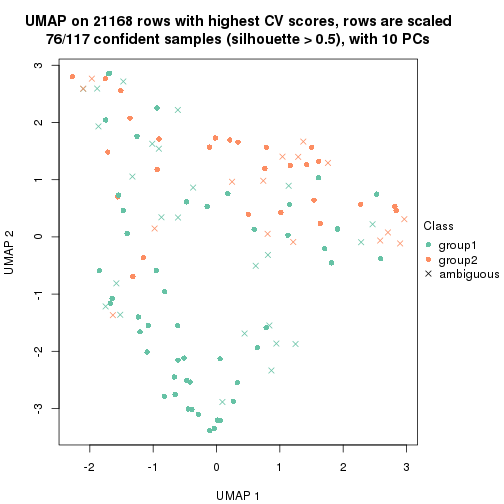 UMAP on 21168 rows with highest CV scores, rows are scaled
76/117 confident samples (silhouette > 0.5), with 10 PCs
3
2
1
0
-1
-2
-3
UMAP 2
-2
-1
0
1
2
3
UMAP 1
Class
group1
group2
ambiguous